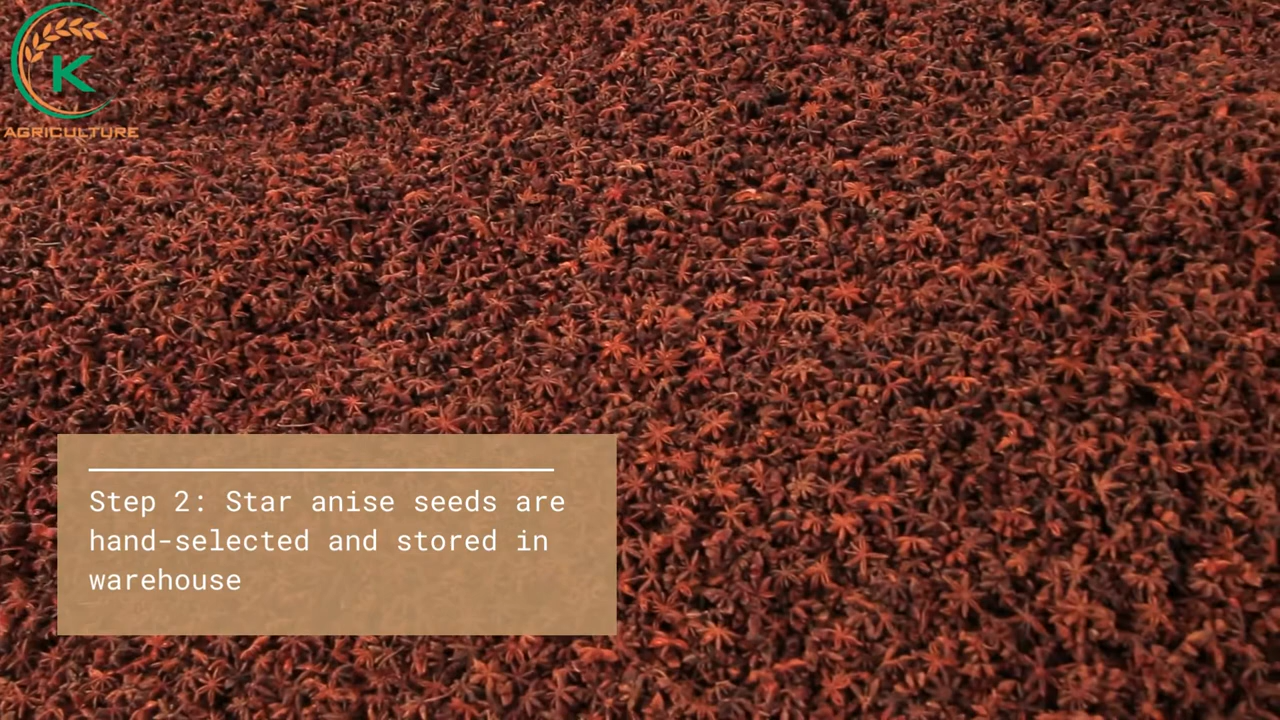 K
AGRICULTURE
Step 2: Star anise seeds are
hand-selected and stored in
warehouse